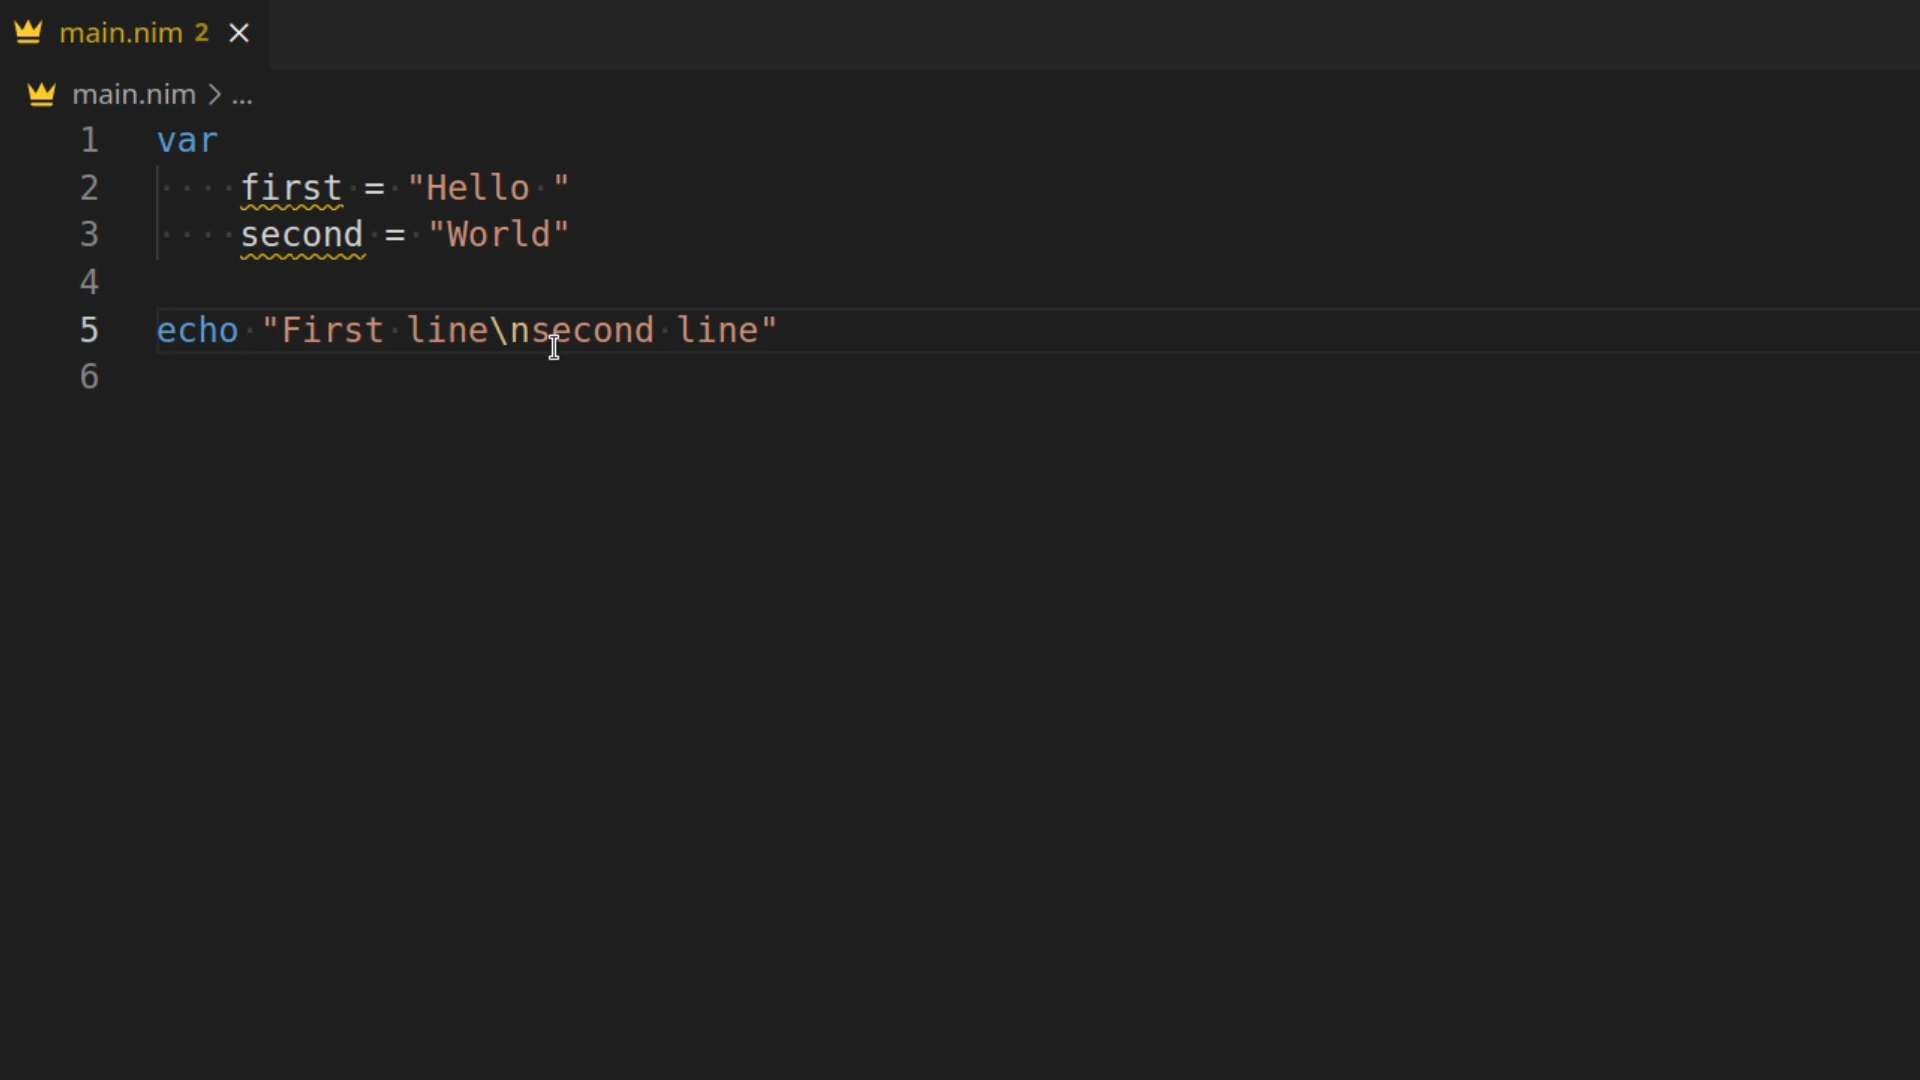 main.nim 2
main.nim > ...
1 var
2     first = "Hello "
3     second = "World"
4
5 echo "First line\nsecond line"
6